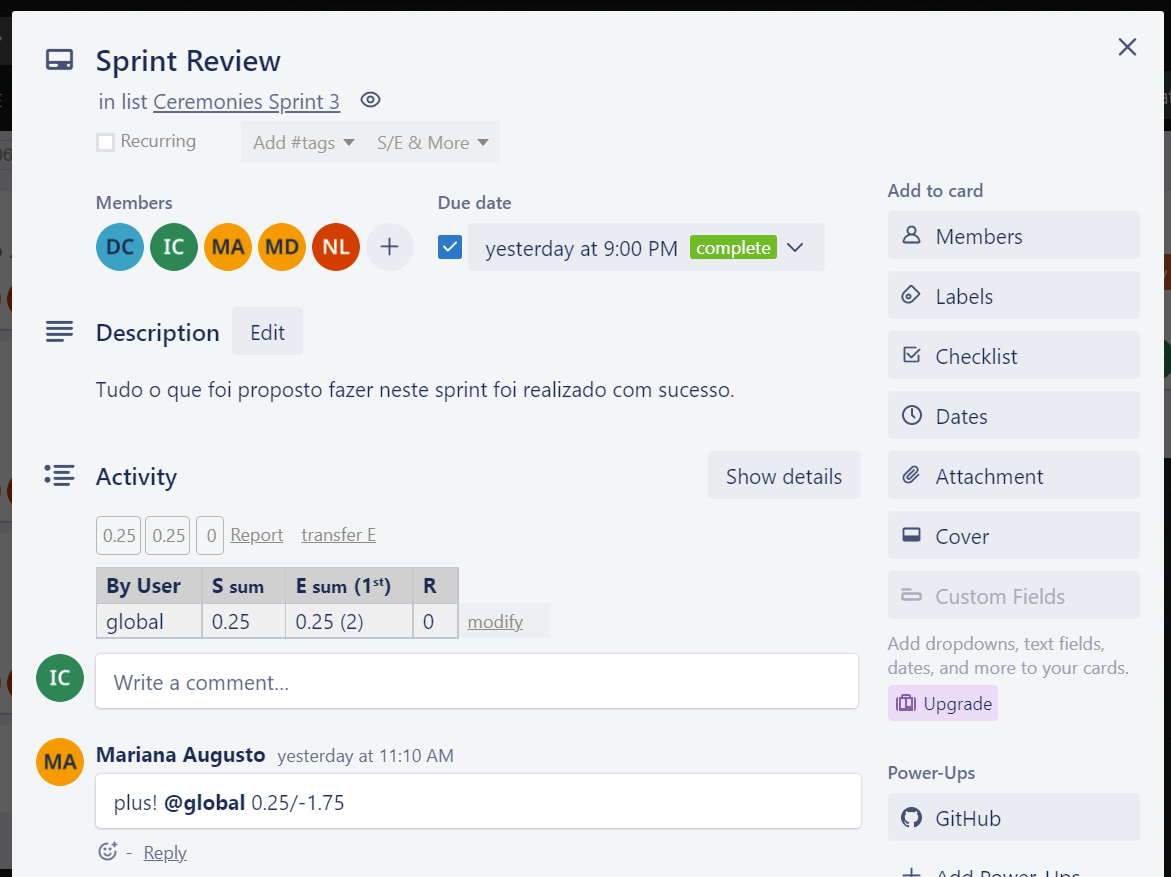 Sprint Review
in list Ceremonies Sprint 3
Recurring Add #tags S/E & More
Members
DC IC MA MD NL
Due date
yesterday at 9:00 PM complete
Description Edit
Tudo o que foi proposto fazer neste sprint foi realizado com sucesso.
Activity Show details
0.25 0.25 0 Report transfer E
By User S sum E sum (1st) R
global 0.25 0.25 (2) 0 modify
IC Write a comment...
MA Mariana Augusto yesterday at 11:10 AM
plus! @global 0.25/-1.75
- Reply
Add to card
Members
Labels
Checklist
Dates
Attachment
Cover
Custom Fields
Add dropdowns, text fields,
dates, and more to your cards.
Upgrade
Power-Ups
GitHub
Add Power-Ups